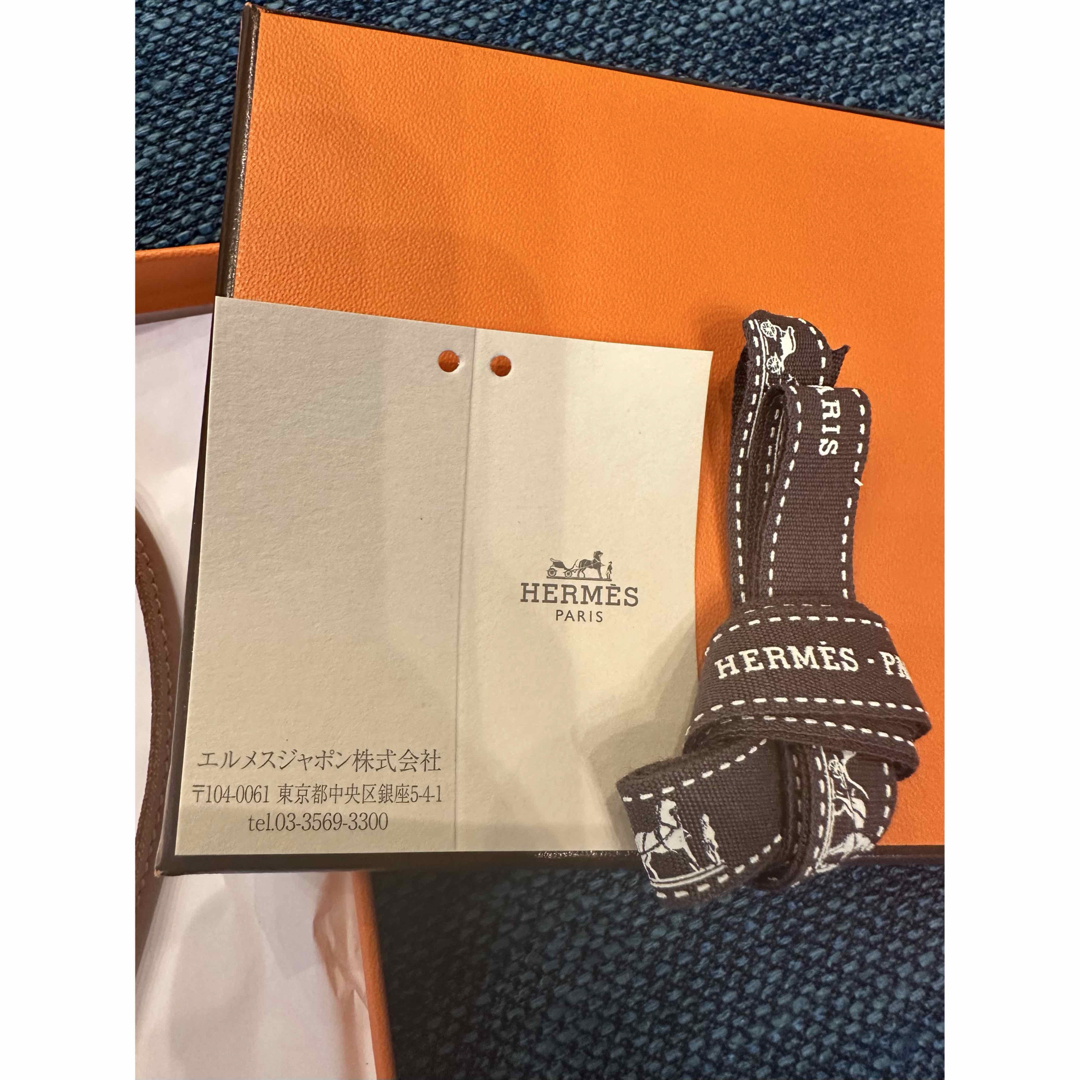 HERMÈS
PARIS
エルメスジャポン株式会社
〒104-0061 東京都中央区銀座5-4-1
tel.03-3569-3300
ARIS
HERMÈS · PA